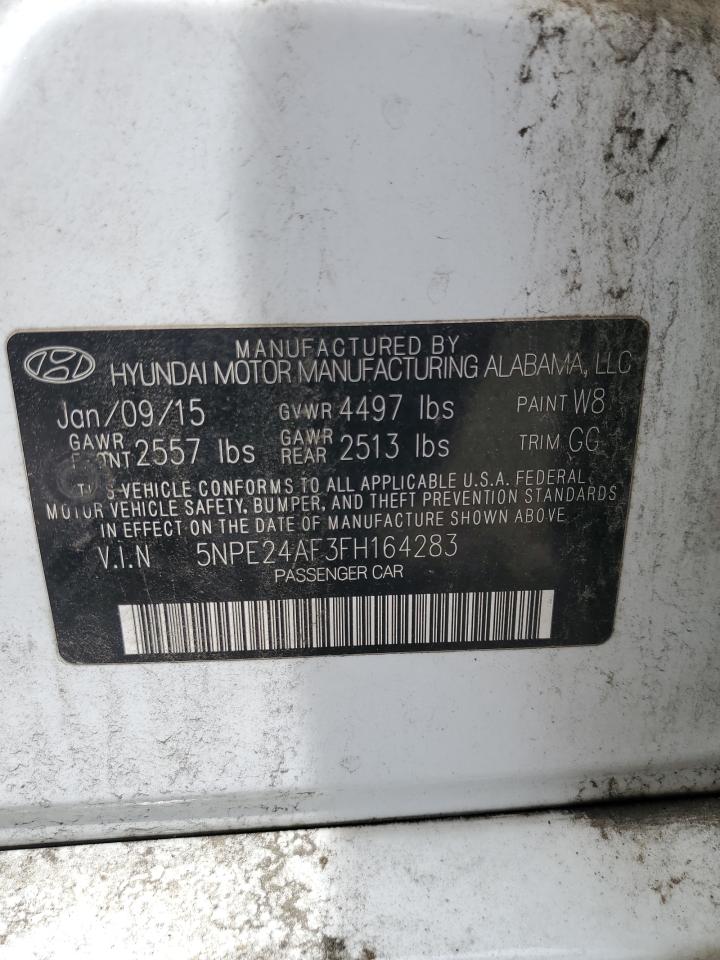 MANUFACTURED BY
HYUNDAI MOTOR MANUFACTURING ALABAMA, LLC
Jan/09/15 GVWR 4497 lbs PAINT W8
GAWR FRONT 2557 lbs GAWR REAR 2513 lbs TRIM GG
THIS VEHICLE CONFORMS TO ALL APPLICABLE U.S.A. FEDERAL
MOTOR VEHICLE SAFETY, BUMPER, AND THEFT PREVENTION STANDARDS
IN EFFECT ON THE DATE OF MANUFACTURE SHOWN ABOVE.
V.I.N 5NPE24AF3FH164283
PASSENGER CAR